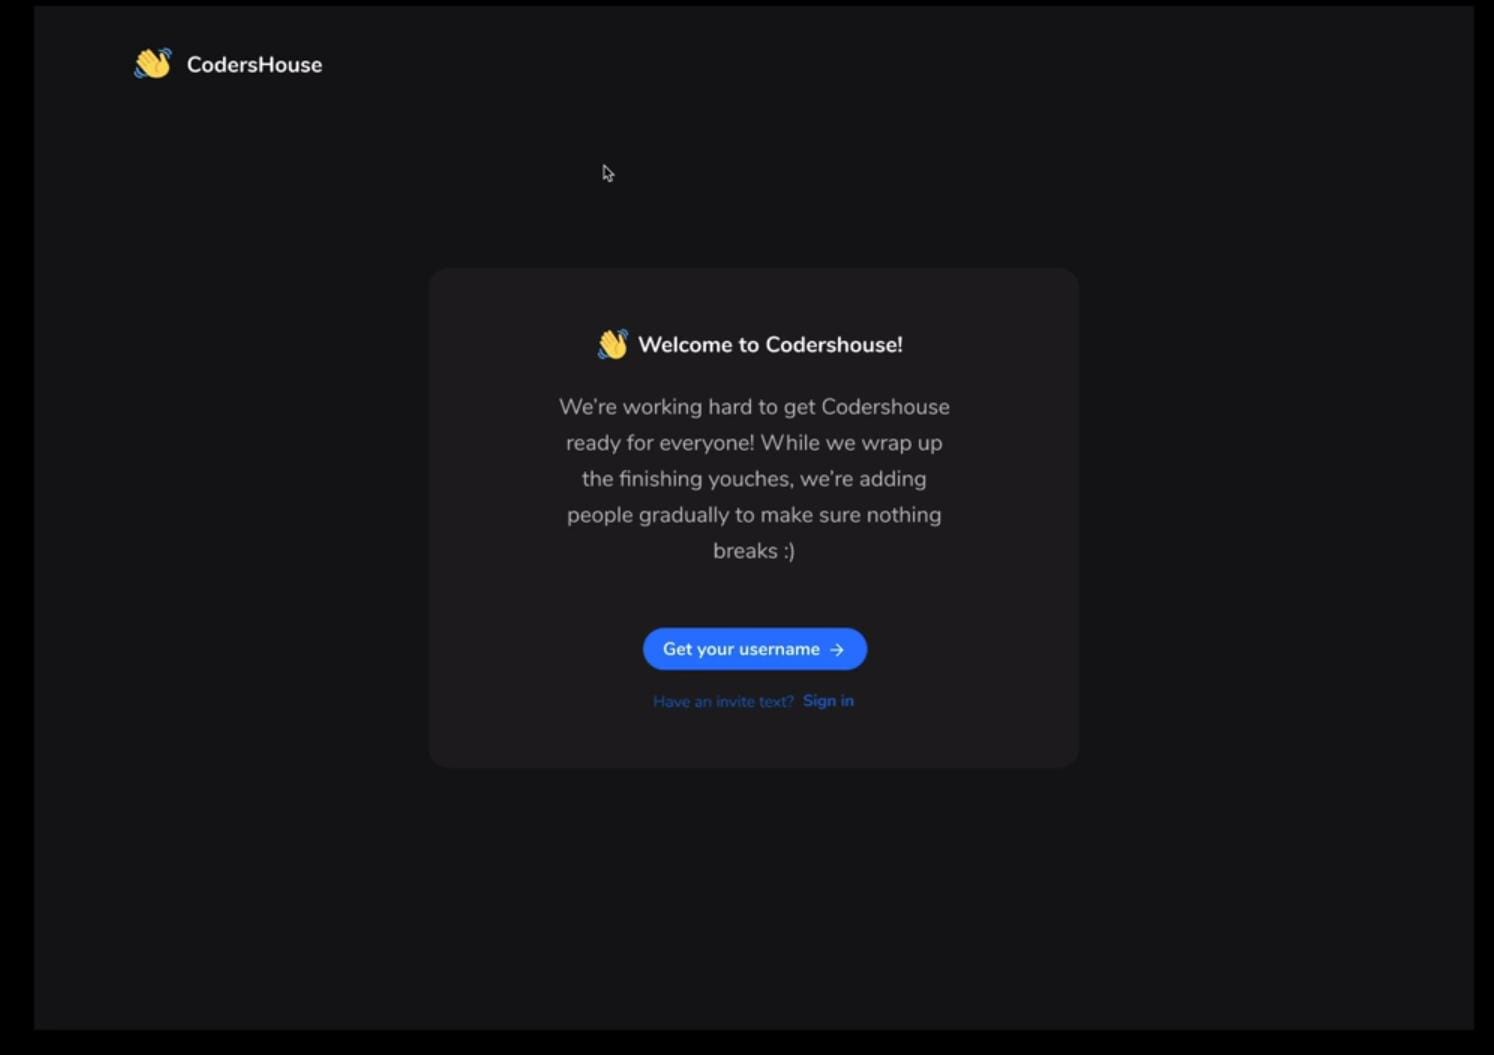 CodersHouse
Welcome to Codershouse!
We're working hard to get Codershouse
ready for everyone! While we wrap up
the finishing youches, we're adding
people gradually to make sure nothing
breaks :)
Get your username →
Have an invite text? Sign in